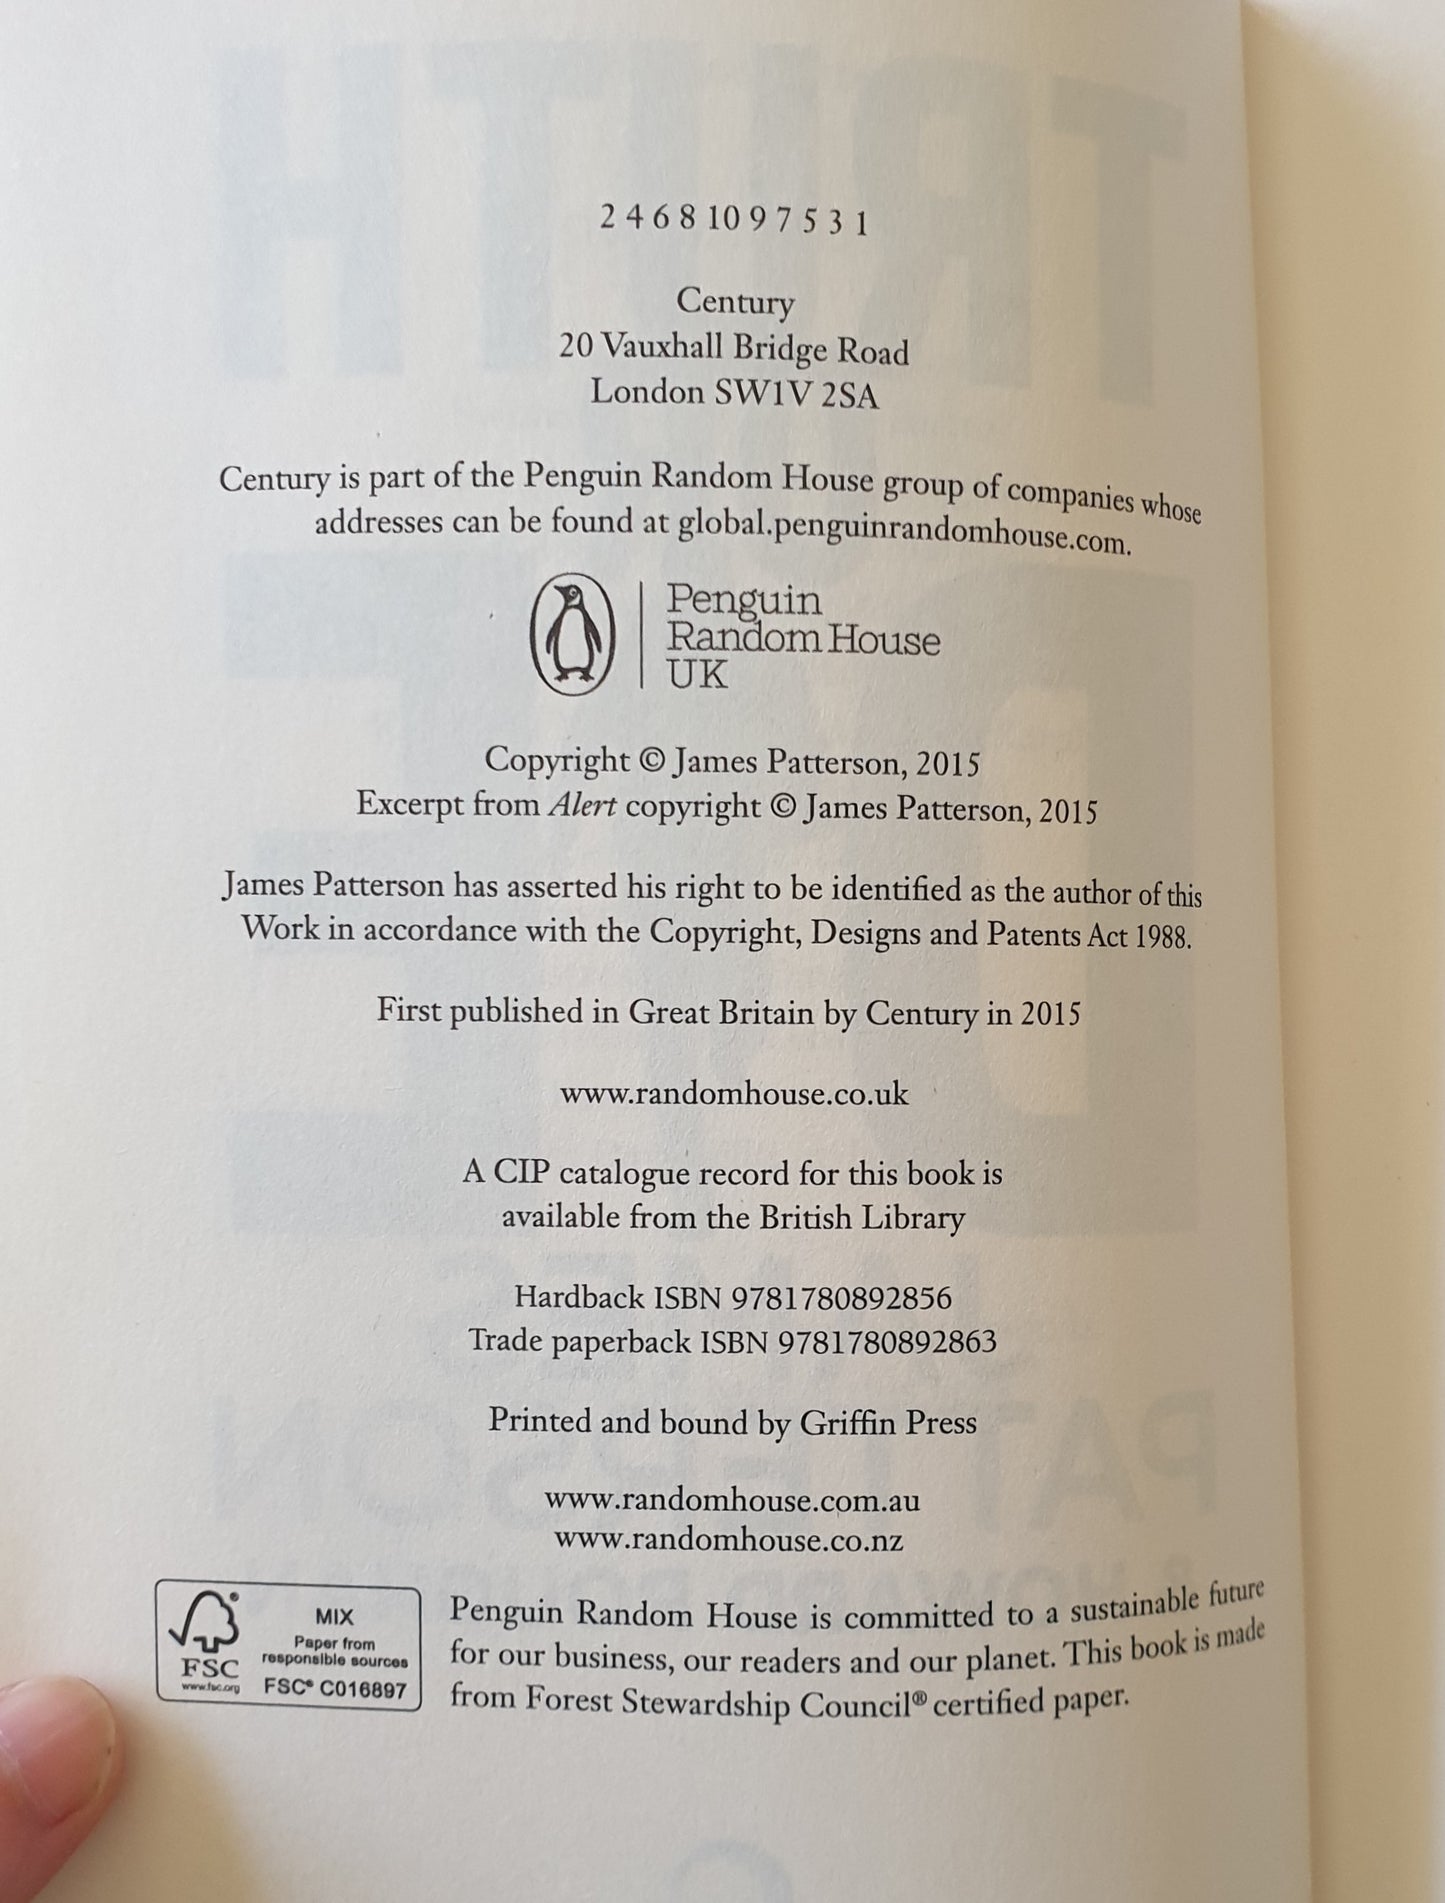 2 4 6 8 10 9 7 5 3 1
Century
20 Vauxhall Bridge Road
London SW1V 2SA
Century is part of the Penguin Random House group of companies whose
addresses can be found at global.penguinrandomhouse.com.
Penguin
Random House
UK
Copyright © James Patterson, 2015
Excerpt from Alert copyright © James Patterson, 2015
James Patterson has asserted his right to be identified as the author of this
Work in accordance with the Copyright, Designs and Patents Act 1988.
First published in Great Britain by Century in 2015
www.randomhouse.co.uk
A CIP catalogue record for this book is
available from the British Library
Hardback ISBN 9781780892856
Trade paperback ISBN 9781780892863
Printed and bound by Griffin Press
www.randomhouse.com.au
www.randomhouse.co.nz
FSC
www.fsc.org
MIX
Paper from
responsible sources
FSC® C016897
Penguin Random House is committed to a sustainable future
for our business, our readers and our planet. This book is made
from Forest Stewardship Council® certified paper.